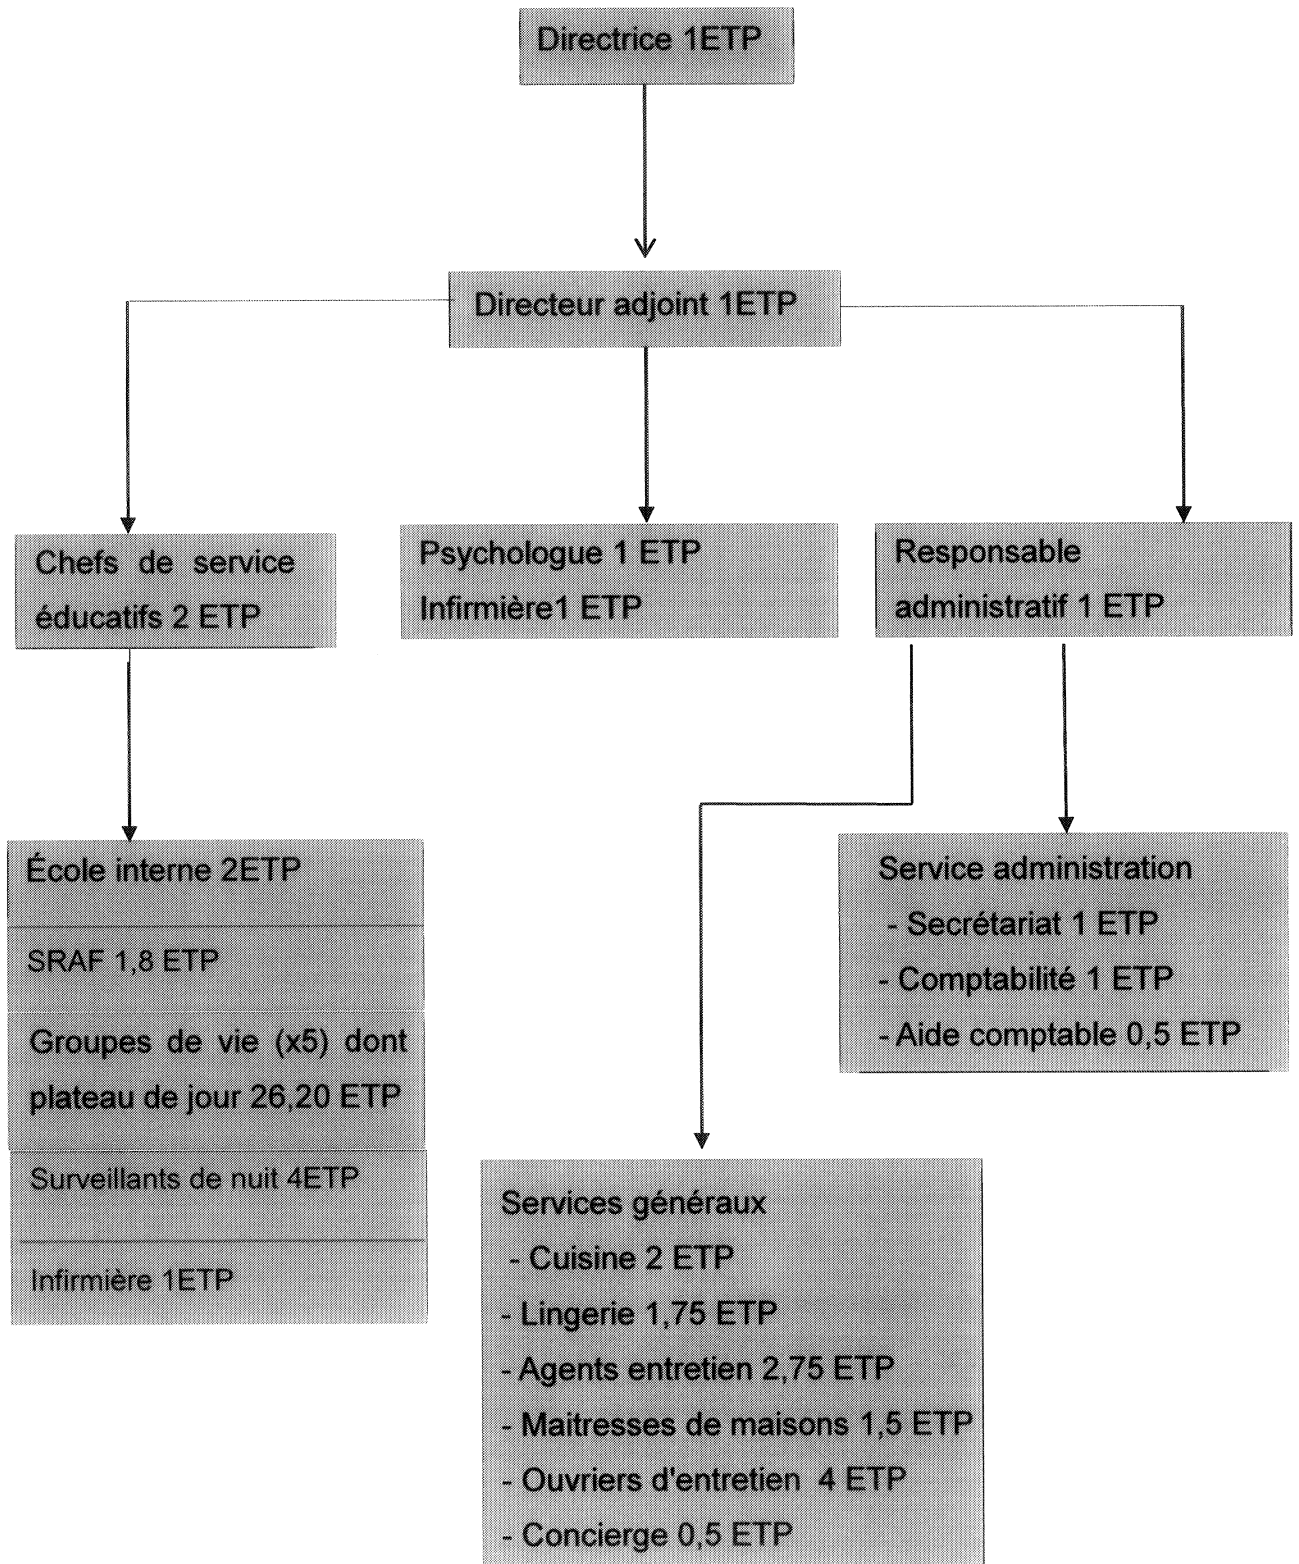 Directrice 1ETP
Directeur adjoint 1ETP
Chefs de service
éducatifs 2 ETP
Psychologue 1 ETP
Infirmière1 ETP
Responsable
administratif 1 ETP
École interne 2ETP
SRAF 1,8 ETP
Groupes de vie (x5) dont
plateau de jour 26,20 ETP
Surveillants de nuit 4ETP
Infirmière 1ETP
Service administration
- Secrétariat 1 ETP
- Comptabilité 1 ETP
- Aide comptable 0,5 ETP
Services généraux
- Cuisine 2 ETP
- Lingerie 1,75 ETP
- Agents entretien 2,75 ETP
- Maitresses de maisons 1,5 ETP
- Ouvriers d'entretien 4 ETP
- Concierge 0,5 ETP